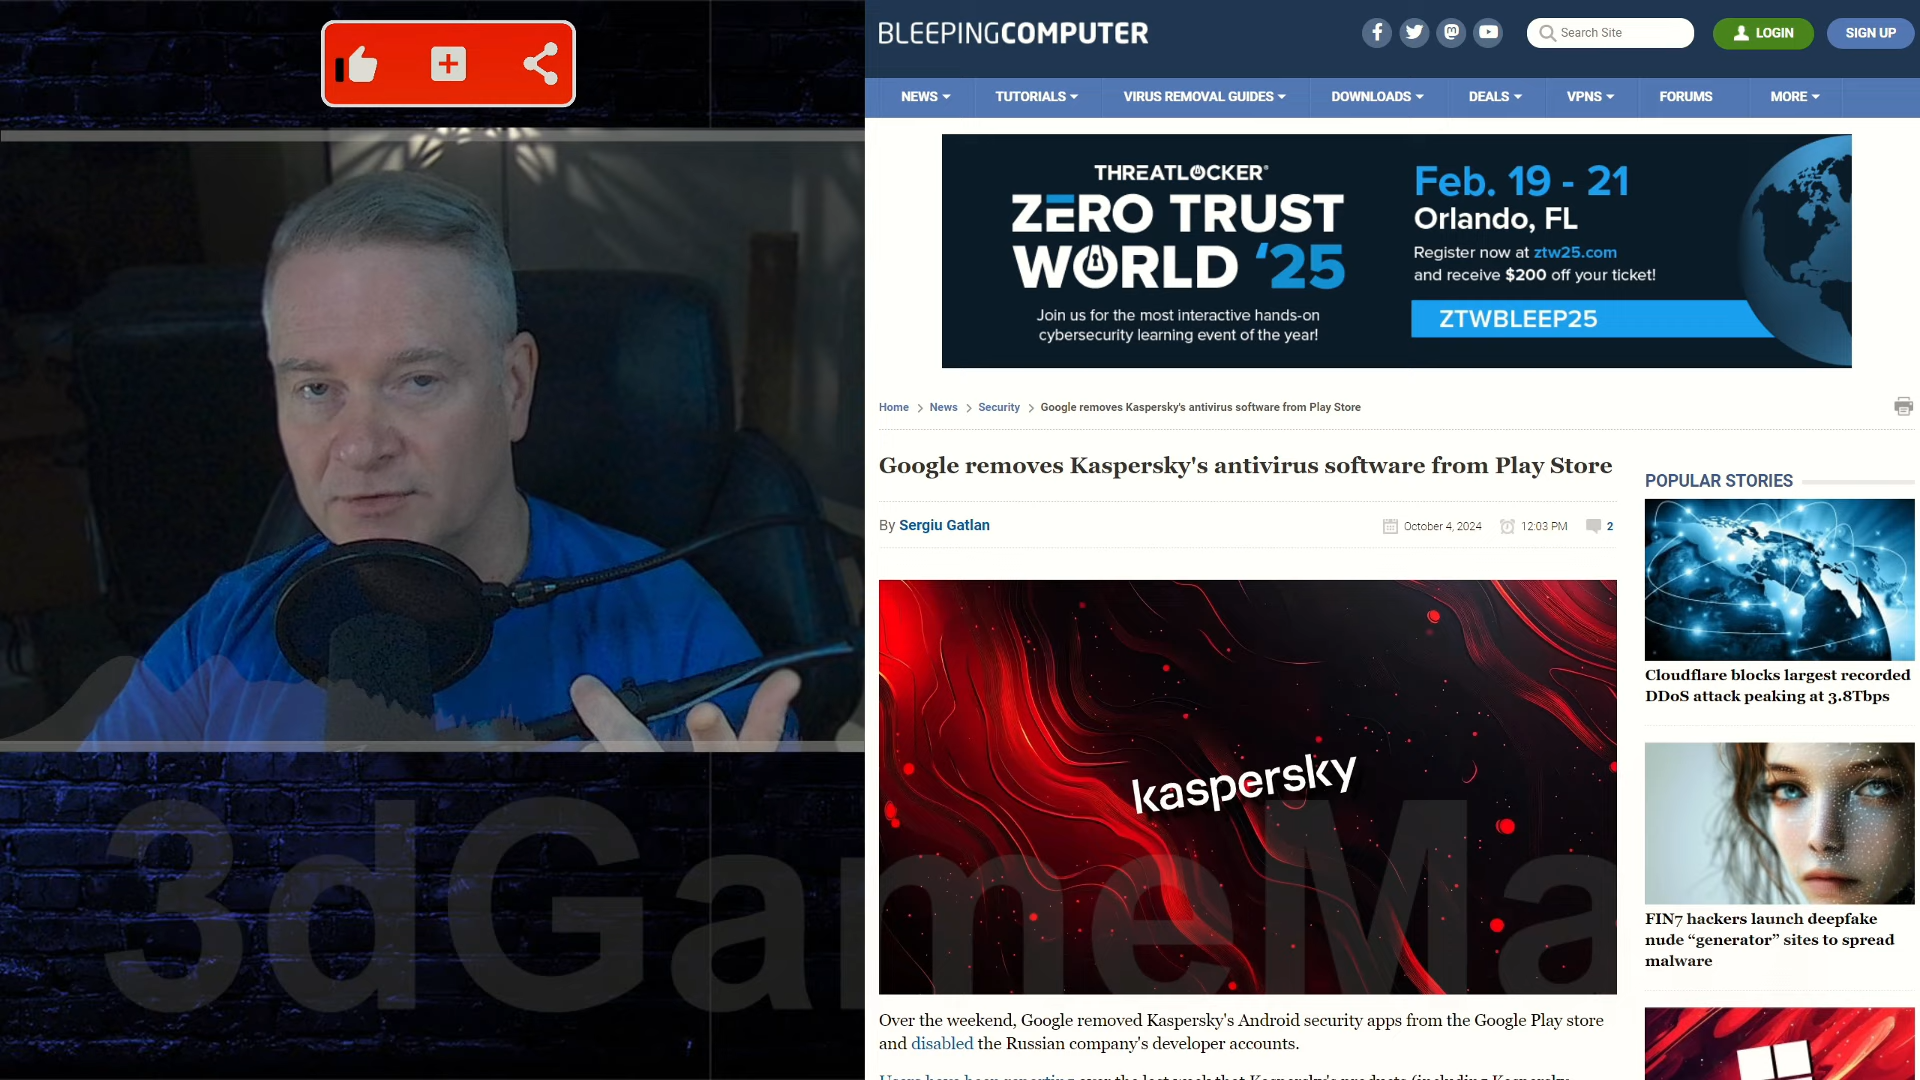 BLEEPINGCOMPUTER
Search Site
LOGIN
SIGN UP
NEWS
TUTORIALS
VIRUS REMOVAL GUIDES
DOWNLOADS
DEALS
VPNS
FORUMS
MORE
THREATLOCKER®
ZERO TRUST
WORLD '25
Join us for the most interactive hands-on
cybersecurity learning event of the year!
Feb. 19 - 21
Orlando, FL
Register now at ztw25.com
and receive $200 off your ticket!
ZTWBLEEP25
Home > News > Security > Google removes Kaspersky's antivirus software from Play Store
Google removes Kaspersky's antivirus software from Play Store
By Sergiu Gatlan
October 4, 2024
12:03 PM
2
kaspersky
Over the weekend, Google removed Kaspersky's Android security apps from the Google Play store
and disabled the Russian company's developer accounts.
POPULAR STORIES
Cloudflare blocks largest recorded
DDoS attack peaking at 3.8Tbps
FIN7 hackers launch deepfake
nude “generator” sites to spread
malware
3dGameMa